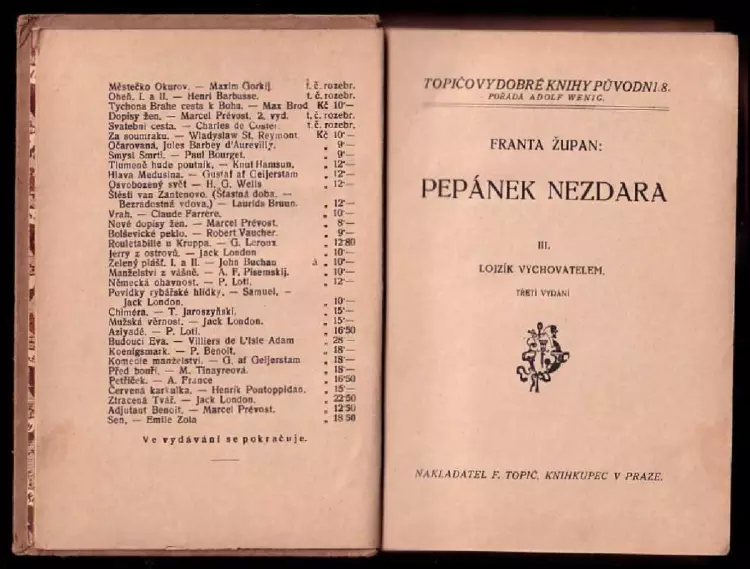 Městečko Okurov. — Maxim Gorkij. t. č. rozebr.
Oheň. I. a II. — Henri Barbusse. t. č. rozebr.
Tychona Brahe cesta k Bohu. — Max Brod Kč 10·—
Dopisy žen. — Marcel Prévost, 2. vyd. t. č. rozebr.
Svatební cesta. — Charles de Coster. t. č. rozebr.
Za soumraku. — Wladyslaw St. Reymont. Kč 10·—
Očarovaná, Jules Barbey d'Aurevilly. „ 9·—
Smysl Smrti. — Paul Bourget. „ 9·—
Tlumeně hude poutník, — Knut Hamsun, „ 12·—
Hlava Medusina. — Gustaf af Geijerstam „ 12·—
Osvobozený svět — H. G. Wells „ 12·—
Štěstí van Zantenovo. (Šťastná doba. —
Bezradostná vdova.) — Laurids Bruun. „ 12·—
Vrah. — Claude Farrère. „ 10·—
Nové dopisy žen. — Marcel Prévost „ 8·—
Bolševické peklo. — Robert Vaucher. „ 9·—
Rouletabille u Kruppa. — G. Leroux „ 12·80
Jerry z ostrovů. — Jack London „ 10·—
Zelený plášť. I. a II. — John Buchan à „ 10·—
Manželství z vášně. — A. F. Pisemskij. „ 10·—
Německá ohavnost. — P. Loti. „ 12·—
Povídky rybářské hlídky. — Samuel. —
Jack London. „ 10·—
Chiméra. — T. Jaroszyński. „ 15·—
Mužská věrnost. — Jack London. „ 15·—
Aziyadé. — P. Loti. „ 16·50
Budoucí Eva. — Villiers de L'Isle Adam „ 28·—
Koenigsmark. — P. Benoit. „ 18·—
Komedie manželství. — G. af Geijerstam „ 18·—
Před bouří. — M. Tinayreová. „ 18·—
Petříček. — A. France „ 16·50
Červená karkulka. — Henrik Pontoppidan. „ 15·—
Ztracená Tvář. — Jack London. „ 22·50
Adjutant Benoit. — Marcel Prévost. „ 12·50
Sen. — Emile Zola „ 18·50
Ve vydávání se pokračuje.
TOPIČOVY DOBRÉ KNIHY PŮVODNÍ. 8.
POŘÁDÁ ADOLF WENIG.
FRANTA ŽUPAN:
PEPÁNEK NEZDARA
III.
LOJZÍK VYCHOVATELEM.
TŘETÍ VYDÁNÍ
NAKLADATEL F. TOPIČ, KNIHKUPEC V PRAZE.